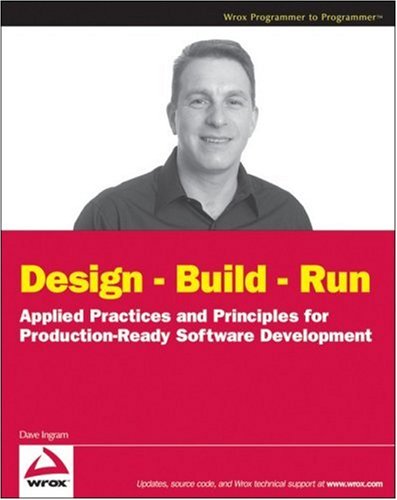 Wrox Programmer to Programmer™
Design - Build - Run
Applied Practices and Principles for
Production-Ready Software Development
Dave Ingram
wrox™
Updates, source code, and Wrox technical support at www.wrox.com